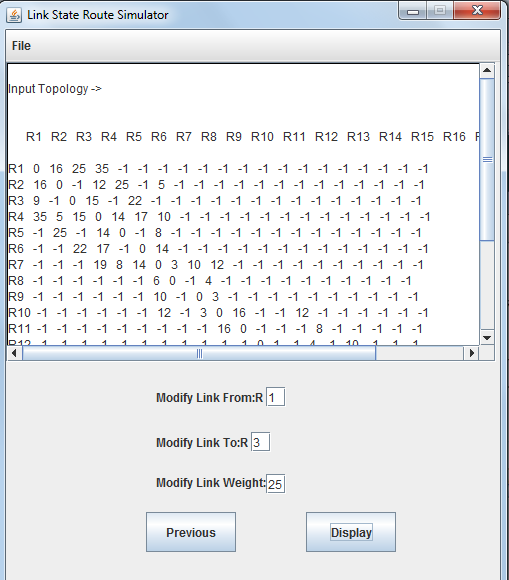 Link State Route Simulator
File
Input Topology ->
R1 R2 R3 R4 R5 R6 R7 R8 R9 R10 R11 R12 R13 R14 R15 R16
R1 0 16 25 35 -1 -1 -1 -1 -1 -1 -1 -1 -1 -1 -1 -1 -1
R2 16 0 -1 12 25 -1 5 -1 -1 -1 -1 -1 -1 -1 -1 -1 -1
R3 9 -1 0 15 -1 22 -1 -1 -1 -1 -1 -1 -1 -1 -1 -1 -1
R4 35 5 15 0 14 17 10 -1 -1 -1 -1 -1 -1 -1 -1 -1 -1
R5 -1 25 -1 14 0 -1 8 -1 -1 -1 -1 -1 -1 -1 -1 -1 -1
R6 -1 -1 22 17 -1 0 14 -1 -1 -1 -1 -1 -1 -1 -1 -1 -1
R7 -1 -1 -1 19 8 14 0 3 10 12 -1 -1 -1 -1 -1 -1 -1
R8 -1 -1 -1 -1 -1 -1 6 0 -1 4 -1 -1 -1 -1 -1 -1 -1
R9 -1 -1 -1 -1 -1 -1 10 -1 0 3 -1 -1 -1 -1 -1 -1 -1
R10 -1 -1 -1 -1 -1 -1 12 -1 3 0 16 -1 -1 12 -1 -1 -1
R11 -1 -1 -1 -1 -1 -1 -1 -1 -1 16 0 -1 -1 -1 8 -1 -1
Modify Link From:R 1
Modify Link To:R 3
Modify Link Weight: 25
Previous Display